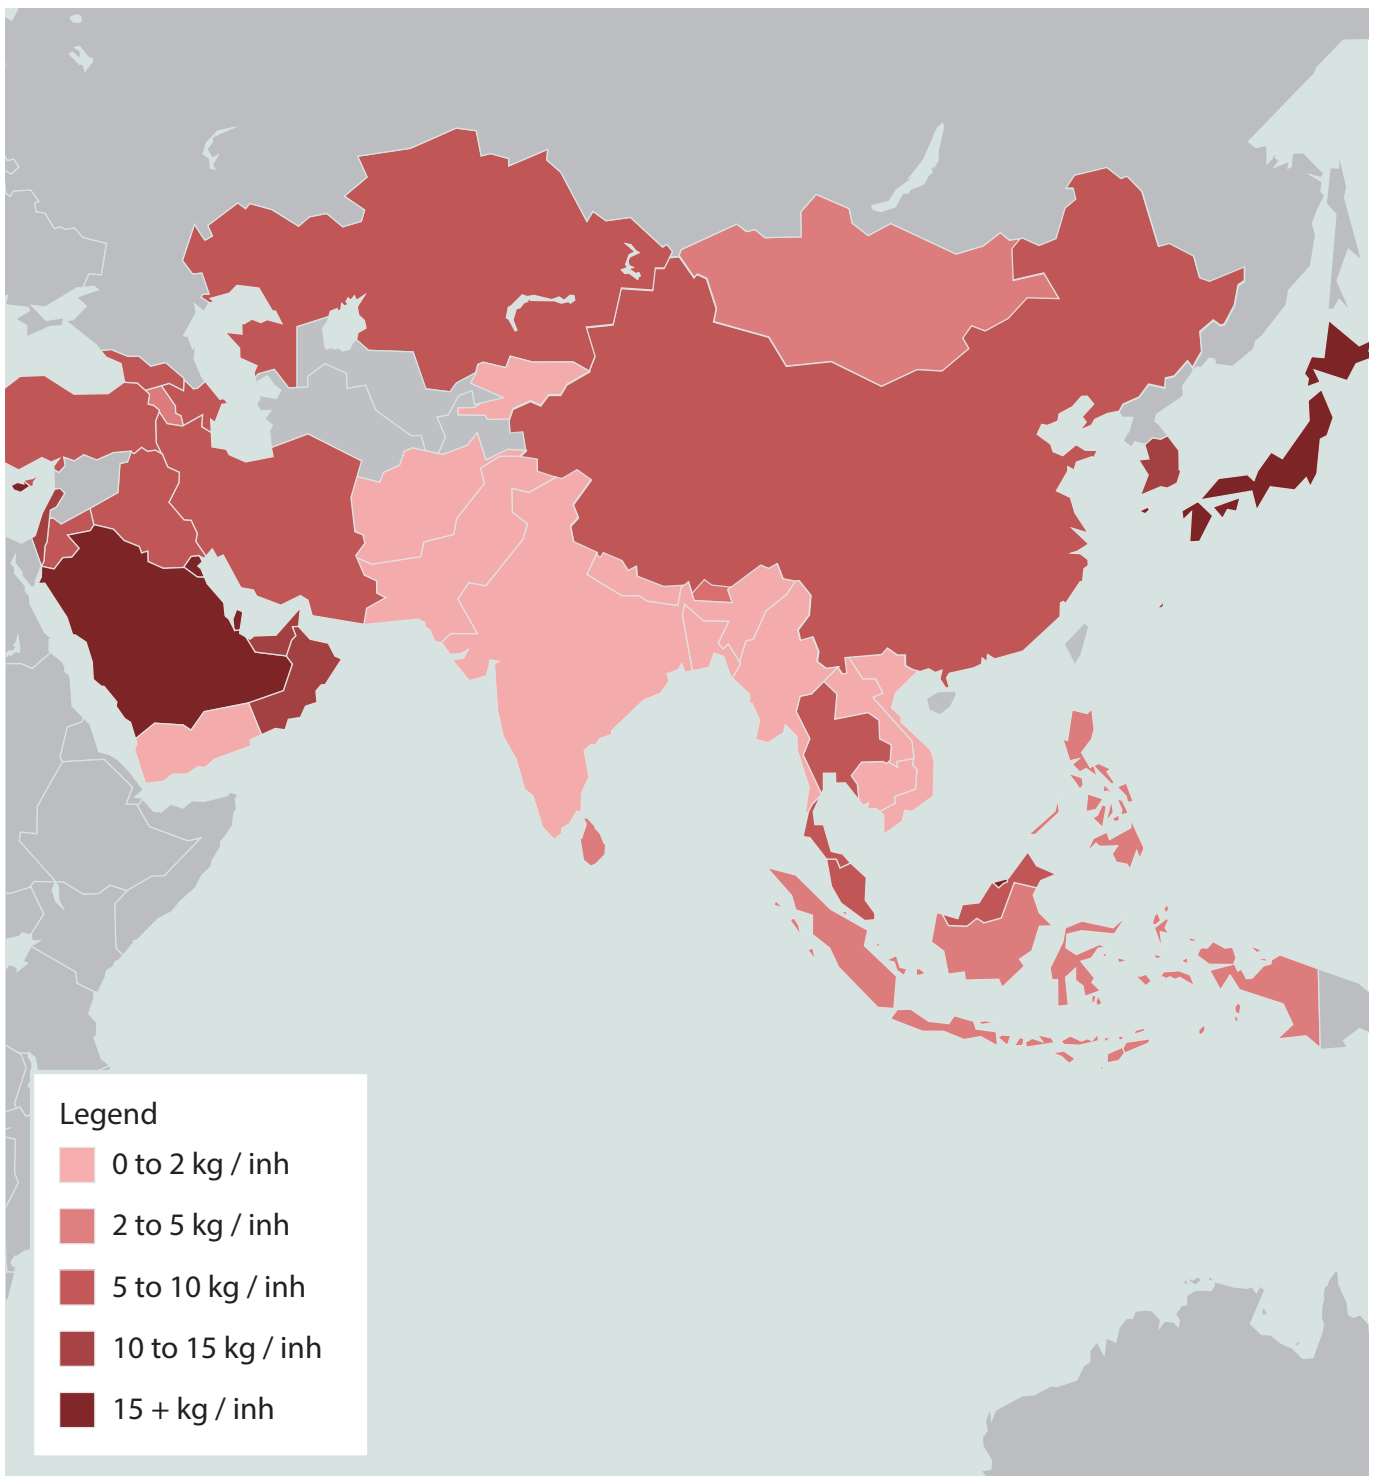 Legend
0 to 2 kg / inh
2 to 5 kg / inh
5 to 10 kg / inh
10 to 15 kg / inh
15 + kg / inh